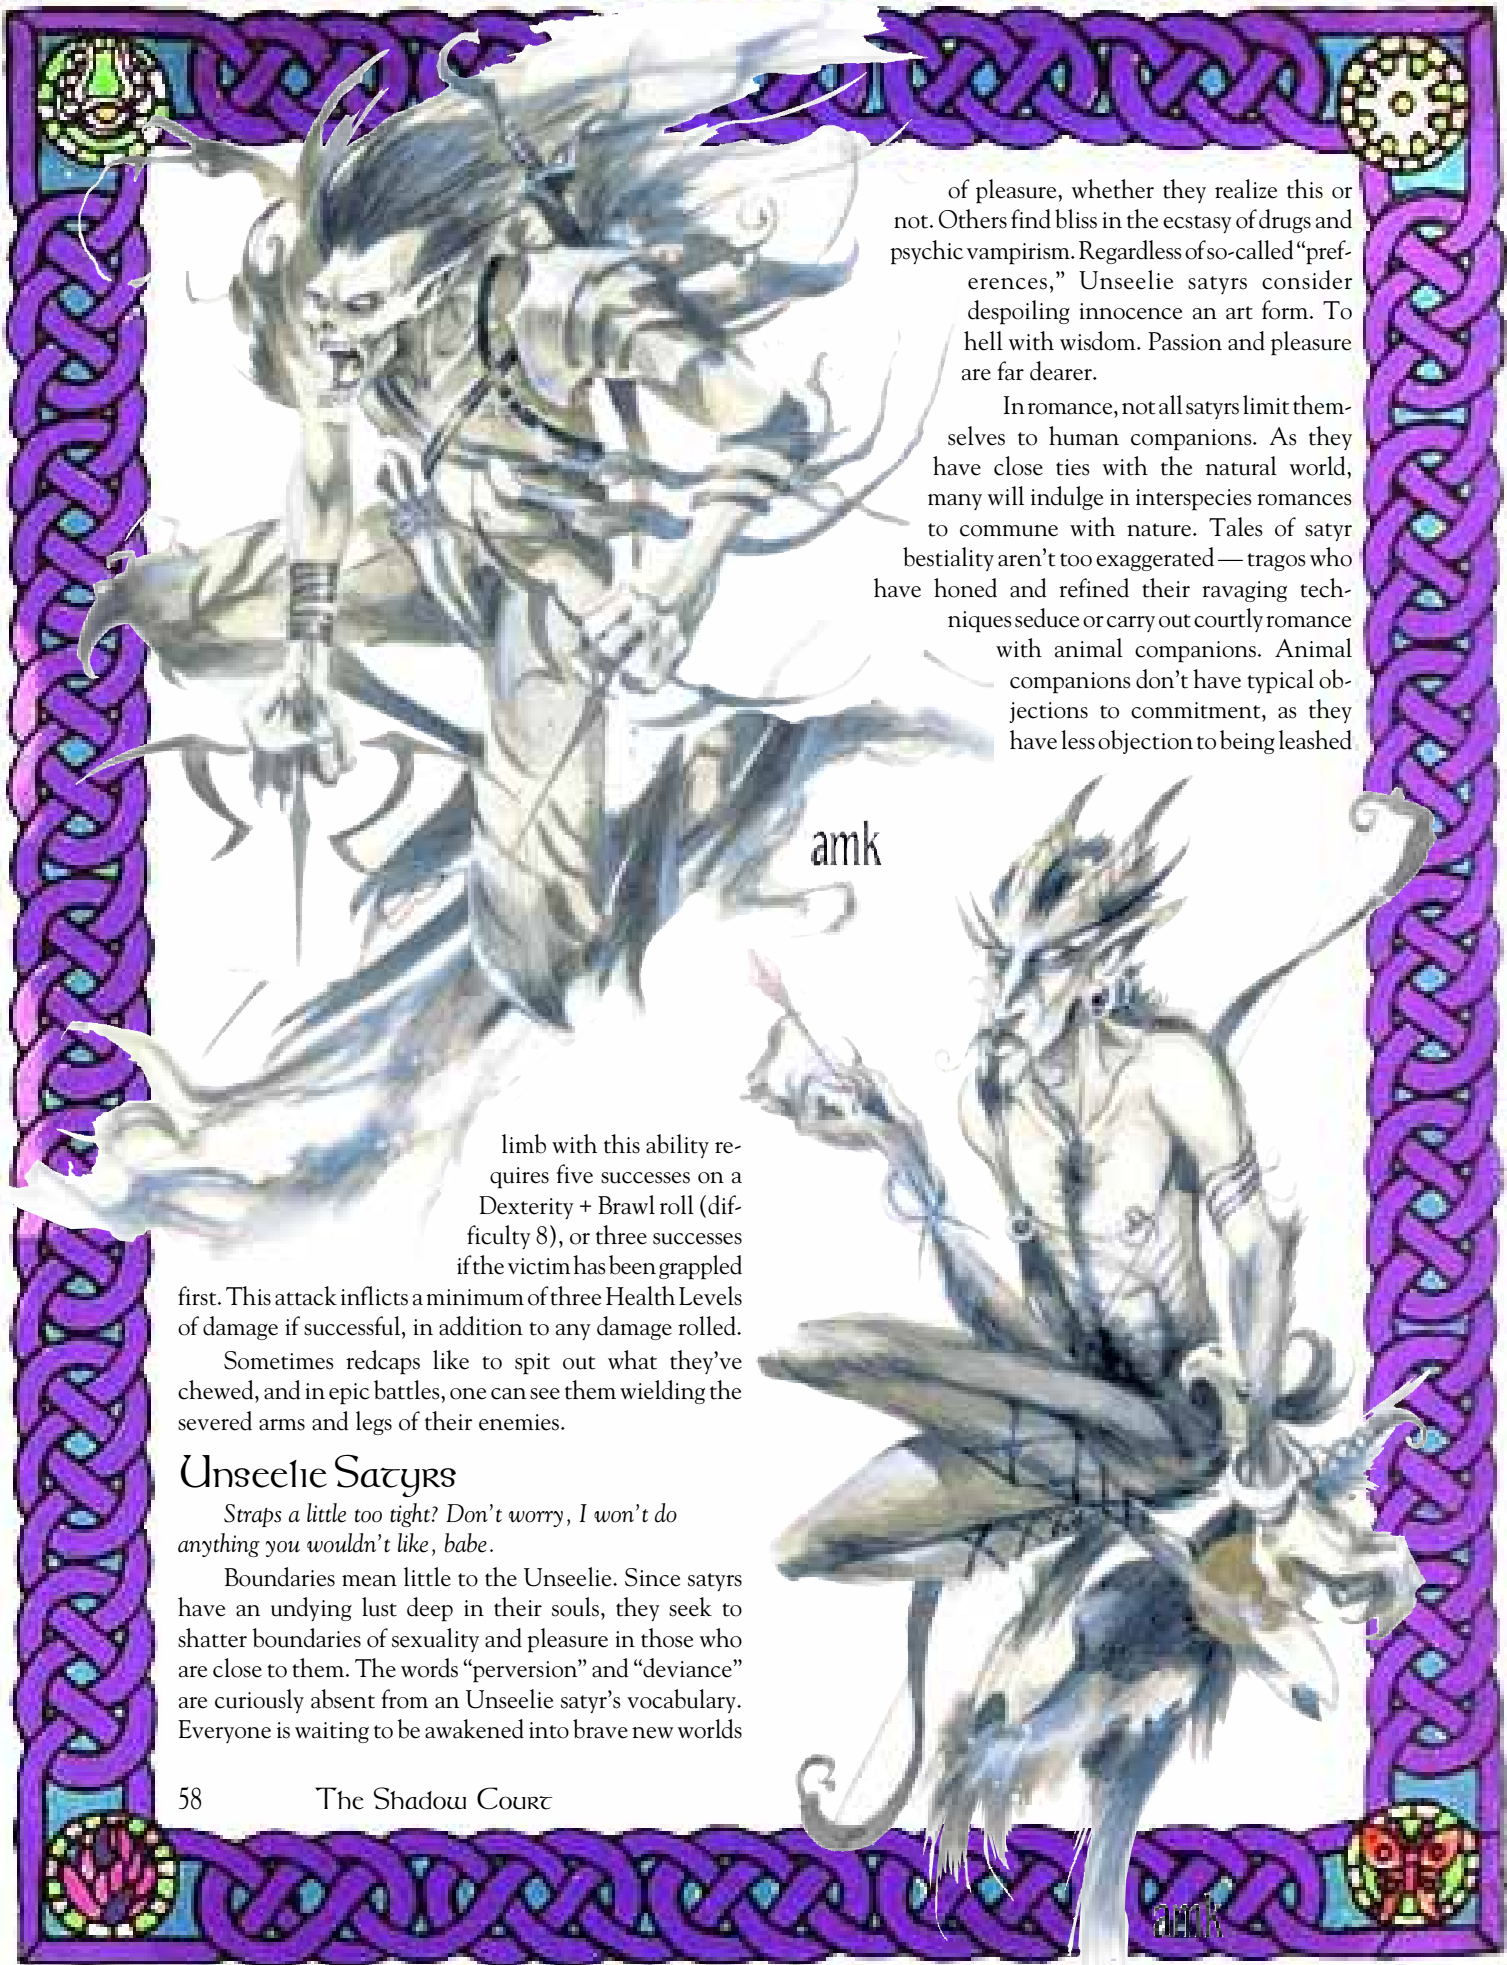 limb with this ability re-
quires five successes on a
Dexterity + Brawl roll (dif-
ficulty 8), or three successes
if the victim has been grappled
first. This attack inflicts a minimum of three Health Levels
of damage if successful, in addition to any damage rolled.
Sometimes redcaps like to spit out what they've
chewed, and in epic battles, one can see them wielding the
severed arms and legs of their enemies.
Unseelie Satyrs
Straps a little too tight? Don't worry, I won't do
anything you wouldn't like, babe.
Boundaries mean little to the Unseelie. Since satyrs
have an undying lust deep in their souls, they seek to
shatter boundaries of sexuality and pleasure in those who
are close to them. The words “perversion” and “deviance”
are curiously absent from an Unseelie satyr's vocabulary.
Everyone is waiting to be awakened into brave new worlds
of pleasure, whether they realize this or
not. Others find bliss in the ecstasy of drugs and
psychic vampirism. Regardless of so-called “pref-
erences,” Unseelie satyrs consider
despoiling innocence an art form. To
hell with wisdom. Passion and pleasure
are far dearer.
In romance, not all satyrs limit them-
selves to human companions. As they
have close ties with the natural world,
many will indulge in interspecies romances
to commune with nature. Tales of satyr
bestiality aren't too exaggerated — tragos who
have honed and refined their ravaging tech-
niques seduce or carry out courtly romance
with animal companions. Animal
companions don't have typical ob-
jections to commitment, as they
have less objection to being leashed
amk
58 The Shadow Court
amk